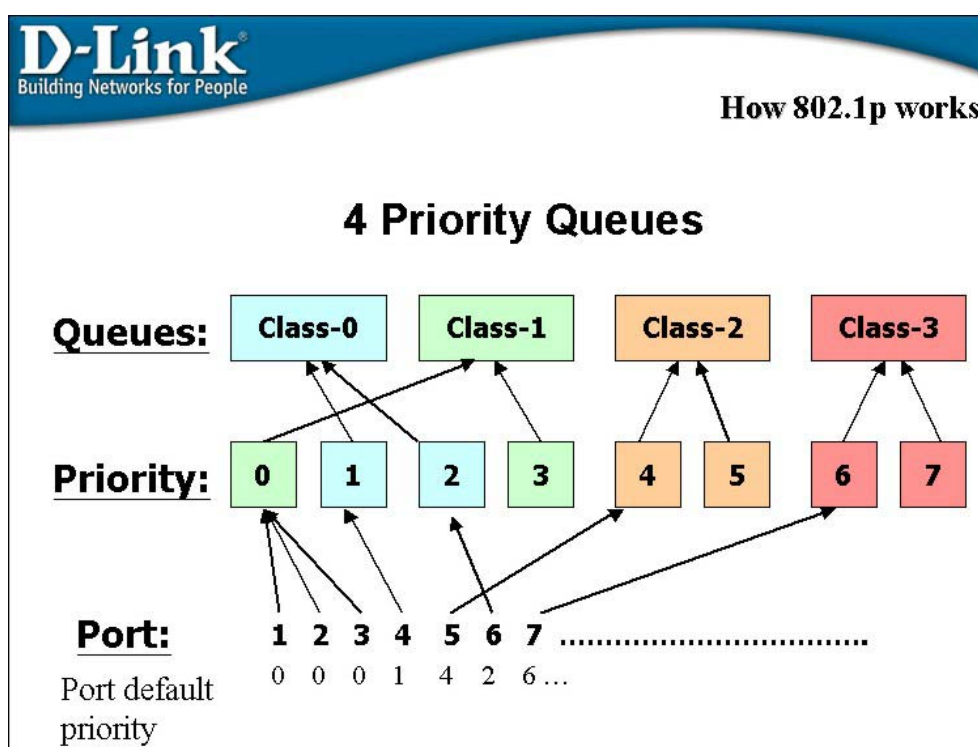 D-Link
Building Networks for People
How 802.1p works
4 Priority Queues
Queues: Class-0 Class-1 Class-2 Class-3
Priority: 0 1 2 3 4 5 6 7
Port: 1 2 3 4 5 6 7 ...............................
Port default priority 0 0 0 1 4 2 6 ...